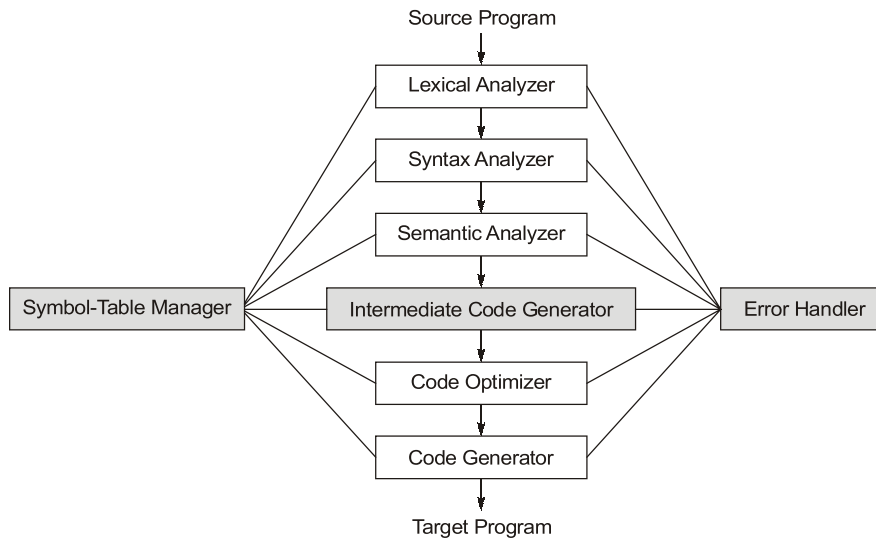 Source Program
Lexical Analyzer
Syntax Analyzer
Semantic Analyzer
Symbol-Table Manager
Intermediate Code Generator
Error Handler
Code Optimizer
Code Generator
Target Program